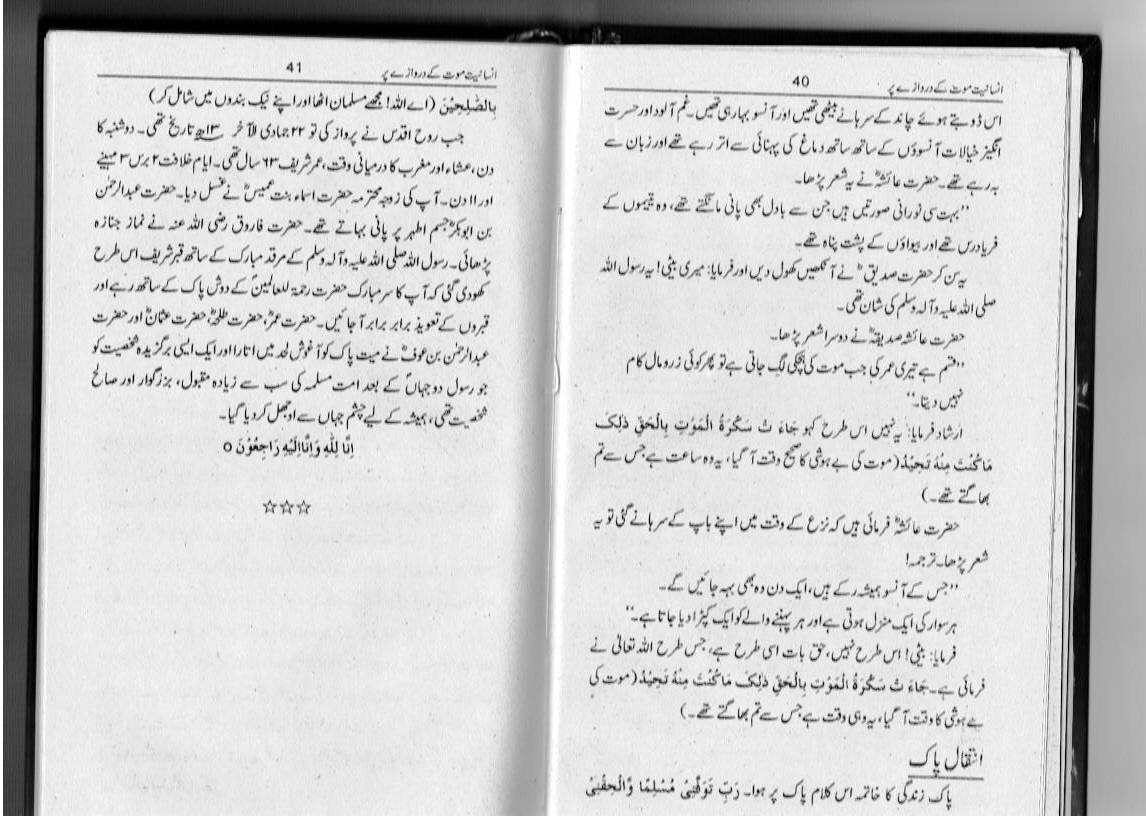 انسانیت موت کے دروازے پر
40
اس ڈوبتے ہوئے چاند کے سرہانے بیٹھی تھیں اور آنسو بہا رہی تھیں۔ غم آلود اور حسرت
انگیز خیالات آنسوؤں کے ساتھ ساتھ دماغ کی پہنائی سے اتر رہے تھے اور زبان سے
بہ رہے تھے۔ حضرت عائشہؓ نے یہ شعر پڑھا۔
"بہت سی نورانی صورتیں ہیں جن سے بادل بھی پانی مانگتے تھے، وہ یتیموں کے
فریادرس تھے اور بیواؤں کے پشت پناہ تھے۔
یہ سن کر حضرت صدیقؓ نے آنکھیں کھول دیں اور فرمایا: میری بیٹی! یہ رسول اللہ
صلی اللہ علیہ وآلہ وسلم کی شان تھی۔
حضرت عائشہ صدیقہؓ نے دوسرا شعر پڑھا۔
"قسم ہے تیری عمر کی جب موت کی ہچکی لگ جاتی ہے تو پھر کوئی زر و مال کام
نہیں دیتا۔"
ارشاد فرمایا: یہ نہیں اس طرح کہو جَاءَ تْ سَكْرَةُ الْمَوْتِ بِالْحَقِّ ذٰلِکَ
مَا كُنْتَ مِنْهُ تَحِيْدُ (موت کی بے ہوشی کا صحیح وقت آ گیا، یہ وہ ساعت ہے جس سے تم
بھاگتے تھے۔)
حضرت عائشہؓ فرماتی ہیں کہ نزع کے وقت میں اپنے باپ کے سرہانے گئی تو یہ
شعر پڑھا۔ ترجمہ!
"جس کے آنسو ہمیشہ رکے ہیں، ایک دن وہ بھی بہہ جائیں گے۔
ہر سوار کی ایک منزل ہوتی ہے اور ہر پہننے والے کو ایک کپڑا دیا جاتا ہے۔"
فرمایا: بیٹی! اس طرح نہیں، حق بات اسی طرح ہے، جس طرح اللہ تعالیٰ نے
فرمائی ہے۔ جَاءَ تْ سَكْرَةُ الْمَوْتِ بِالْحَقِّ ذٰلِکَ مَا كُنْتَ مِنْهُ تَحِيْدُ (موت کی
بے ہوشی کا وقت آ گیا، یہ وہی وقت ہے جس سے تم بھاگتے تھے۔)
انتقال پاک
پاک زندگی کا خاتمہ اس کلام پاک پر ہوا۔ رَبِّ تَوَفَّنِىْ مُسْلِمًا وَّاَلْحِقْنِىْ
انسانیت موت کے دروازے پر
41
بِالصّٰلِحِيْنَ (اے اللہ! مجھے مسلمان اٹھا اور اپنے نیک بندوں میں شامل کر)
جب روح اقدس نے پرواز کی تو ۲۲ جمادی الآخر ۱۳ھ تاریخ تھی۔ دوشنبہ کا
دن، عشاء اور مغرب کا درمیانی وقت، عمر شریف ۶۳ سال تھی۔ ایام خلافت ۲ برس ۳ مہینے
اور ۱۱ دن۔ آپ کی زوجہ محترمہ حضرت اسماء بنت عمیسؓ نے غسل دیا۔ حضرت عبدالرحمٰن
بن ابوبکرؓ جسم اطہر پر پانی بہاتے تھے۔ حضرت فاروق رضی اللہ عنہ نے نماز جنازہ
پڑھائی۔ رسول اللہ صلی اللہ علیہ وآلہ وسلم کے مرقد مبارک کے ساتھ قبر شریف اس طرح
کھودی گئی کہ آپ کا سر مبارک حضرت رحمۃ للعالمینؐ کے دوش پاک کے ساتھ رہے اور
قبروں کے تعویذ برابر برابر آ جائیں۔ حضرت عمرؓ، حضرت طلحہؓ، حضرت عثمانؓ اور حضرت
عبدالرحمٰن بن عوفؓ نے میت پاک کو آغوش لحد میں اتارا اور ایک ایسی برگزیدہ شخصیت کو
جو رسول دو جہاںؐ کے بعد امت مسلمہ کی سب سے زیادہ مقبول، بزرگوار اور صالح
شخصیت تھی، ہمیشہ کے لیے چشم جہاں سے اوجھل کر دیا گیا۔
اِنَّا لِلّٰهِ وَاِنَّا اِلَيْهِ رَاجِعُوْنَ ٥
☆☆☆